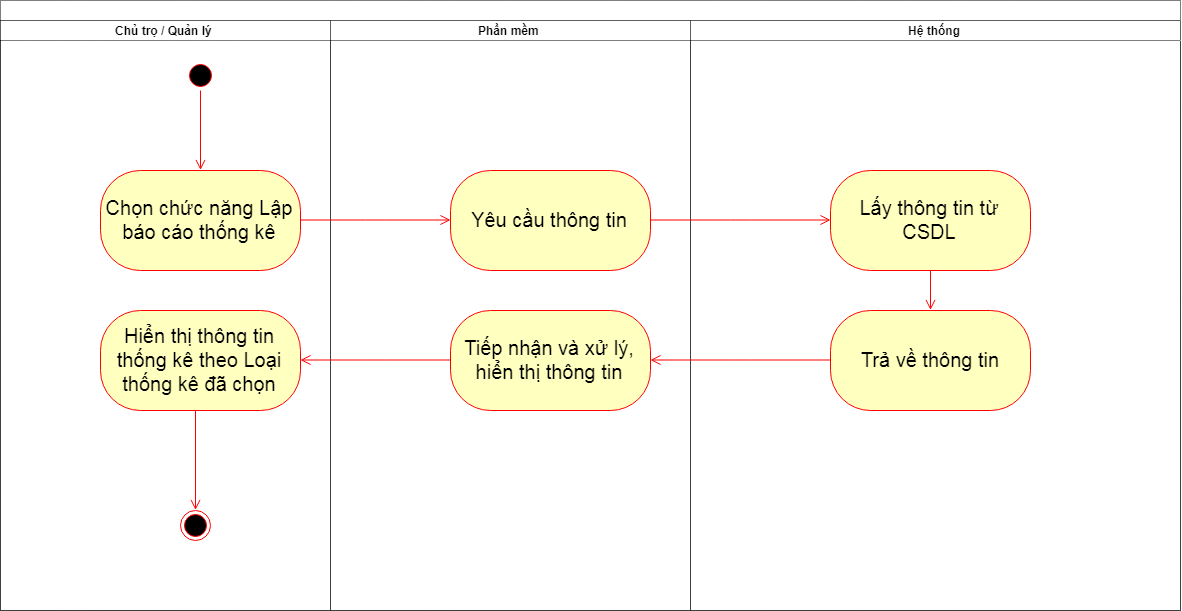 Chủ trọ / Quản lý
Phần mềm
Hệ thống
Chọn chức năng Lập
báo cáo thống kê
Yêu cầu thông tin
Lấy thông tin từ
CSDL
Hiển thị thông tin
thống kê theo Loại
thống kê đã chọn
Tiếp nhận và xử lý,
hiển thị thông tin
Trả về thông tin